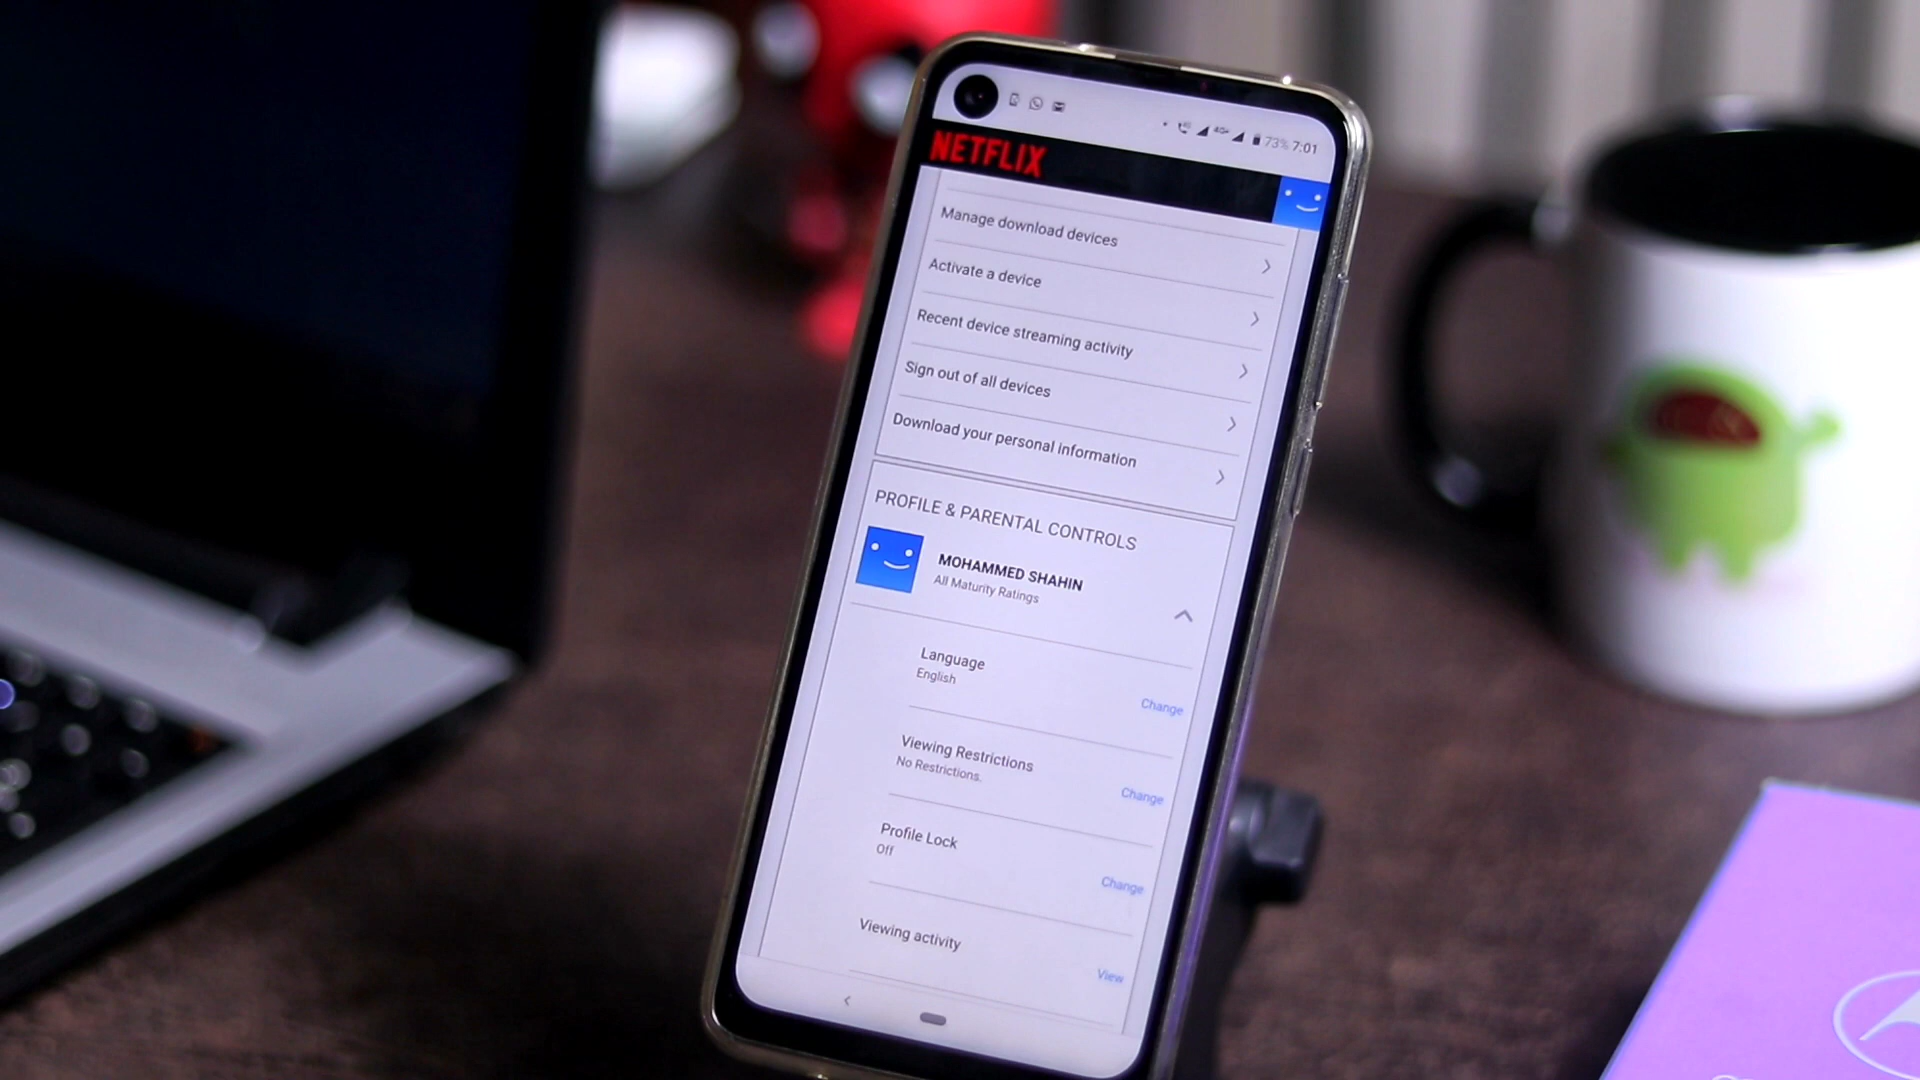 4G+ 73% 7:01
NETFLIX
Manage download devices
Activate a device
Recent device streaming activity
Sign out of all devices
Download your personal information
PROFILE & PARENTAL CONTROLS
MOHAMMED SHAHIN
All Maturity Ratings
Language
English
Change
Viewing Restrictions
No Restrictions.
Change
Profile Lock
Off
Change
Viewing activity
View